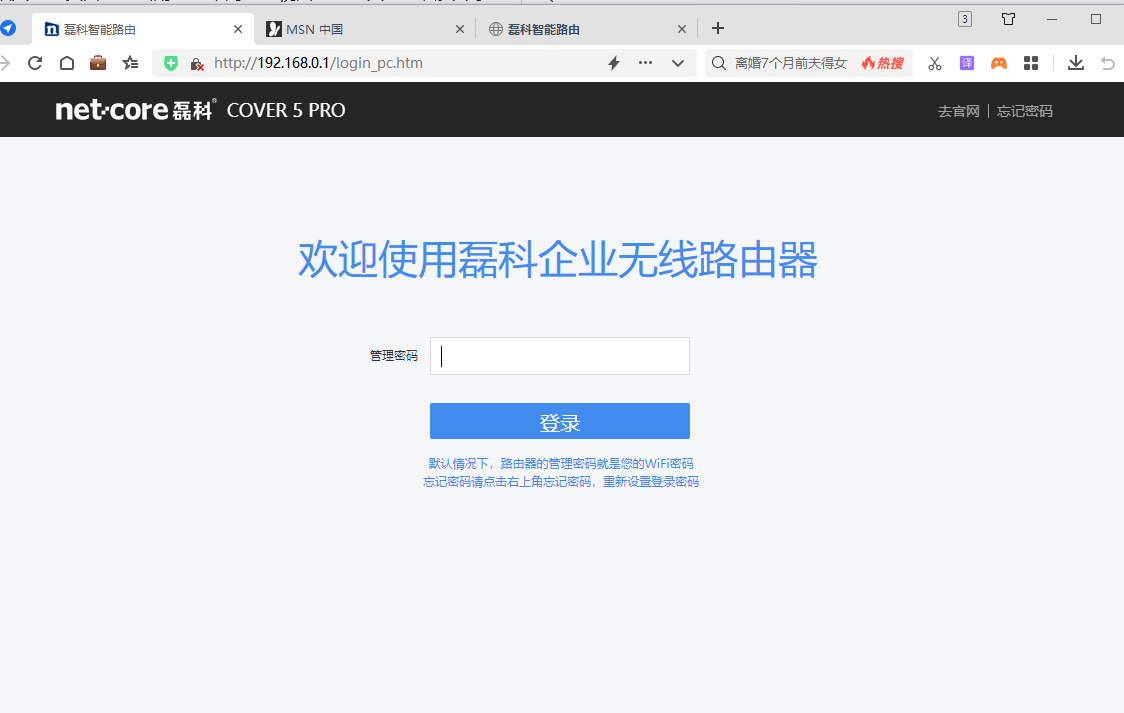 磊科智能路由
MSN 中国
磊科智能路由
3
http://192.168.0.1/login_pc.htm
离婚7个月前夫得女
热搜
译
net·core 磊科® COVER 5 PRO
去官网 | 忘记密码
欢迎使用磊科企业无线路由器
管理密码
登录
默认情况下，路由器的管理密码就是您的WiFi密码
忘记密码请点击右上角忘记密码，重新设置登录密码